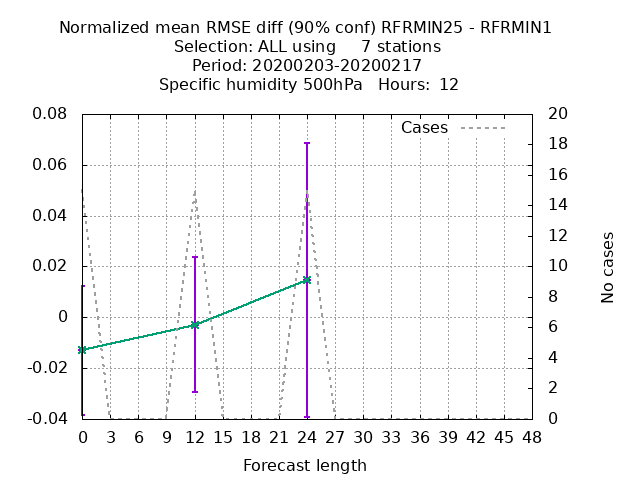 Normalized mean RMSE diff (90% conf) RFRMIN25 - RFRMIN1
Selection: ALL using     7 stations
Period: 20200203-20200217
Specific humidity 500hPa   Hours:  12
Cases
0.08
0.06
0.04
0.02
0
-0.02
-0.04
20
18
16
14
12
10
8
6
4
2
0
No cases
0 3 6 9 12 15 18 21 24 27 30 33 36 39 42 45 48
Forecast length